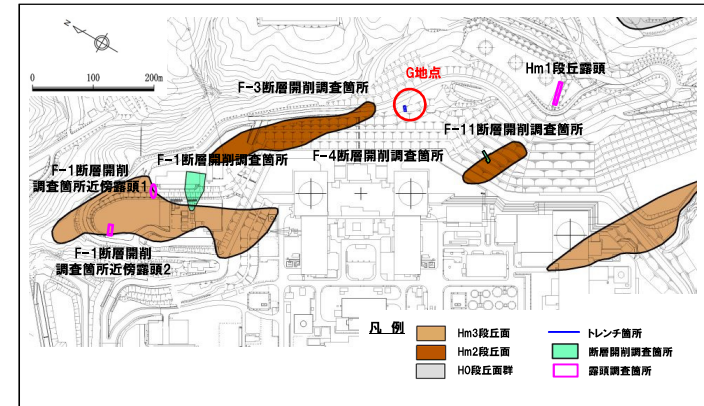 N
0
100
200m
G地点
Hm1段丘露頭
F-3断層開削調査箇所
F-11断層開削調査箇所
F-1断層開削
調査箇所近傍露頭1
F-1断層開削調査箇所
F-4断層開削調査箇所
F-1断層開削
調査箇所近傍露頭2
凡 例
Hm3段丘面
トレンチ箇所
Hm2段丘面
断層開削調査箇所
H0段丘面群
露頭調査箇所